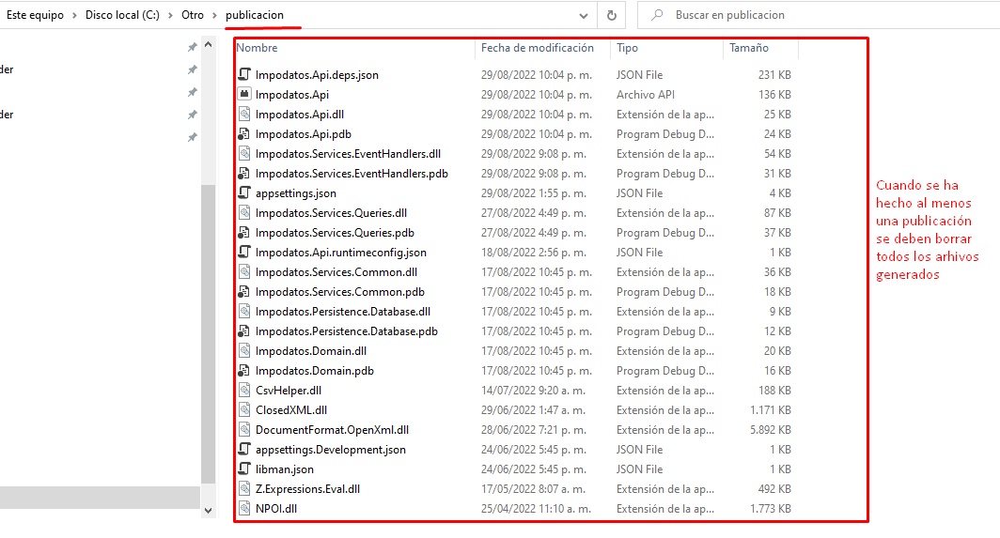 Este equipo > Disco local (C:) > Otro > publicacion
Buscar en publicacion
der
der
Nombre Fecha de modificación Tipo Tamaño
Impodatos.Api.deps.json 29/08/2022 10:04 p. m. JSON File 231 KB
Impodatos.Api 29/08/2022 10:04 p. m. Archivo API 136 KB
Impodatos.Api.dll 29/08/2022 10:04 p. m. Extensión de la ap... 25 KB
Impodatos.Api.pdb 29/08/2022 10:04 p. m. Program Debug D... 24 KB
Impodatos.Services.EventHandlers.dll 29/08/2022 9:08 p. m. Extensión de la ap... 54 KB
Impodatos.Services.EventHandlers.pdb 29/08/2022 9:08 p. m. Program Debug D... 31 KB
appsettings.json 29/08/2022 1:55 p. m. JSON File 4 KB
Impodatos.Services.Queries.dll 27/08/2022 4:49 p. m. Extensión de la ap... 87 KB
Impodatos.Services.Queries.pdb 27/08/2022 4:49 p. m. Program Debug D... 37 KB
Impodatos.Api.runtimeconfig.json 18/08/2022 2:56 p. m. JSON File 1 KB
Impodatos.Services.Common.dll 17/08/2022 10:45 p. m. Extensión de la ap... 36 KB
Impodatos.Services.Common.pdb 17/08/2022 10:45 p. m. Program Debug D... 18 KB
Impodatos.Persistence.Database.dll 17/08/2022 10:45 p. m. Extensión de la ap... 9 KB
Impodatos.Persistence.Database.pdb 17/08/2022 10:45 p. m. Program Debug D... 12 KB
Impodatos.Domain.dll 17/08/2022 10:45 p. m. Extensión de la ap... 20 KB
Impodatos.Domain.pdb 17/08/2022 10:45 p. m. Program Debug D... 16 KB
CsvHelper.dll 14/07/2022 9:20 a. m. Extensión de la ap... 188 KB
ClosedXML.dll 29/06/2022 1:47 a. m. Extensión de la ap... 1.171 KB
DocumentFormat.OpenXml.dll 28/06/2022 7:21 p. m. Extensión de la ap... 5.892 KB
appsettings.Development.json 24/06/2022 5:45 p. m. JSON File 1 KB
libman.json 24/06/2022 5:45 p. m. JSON File 1 KB
Z.Expressions.Eval.dll 17/05/2022 8:07 a. m. Extensión de la ap... 492 KB
NPOI.dll 25/04/2022 11:10 a. m. Extensión de la ap... 1.773 KB
Cuando se ha
hecho al menos
una publicación
se deben borrar
todos los arhivos
generados